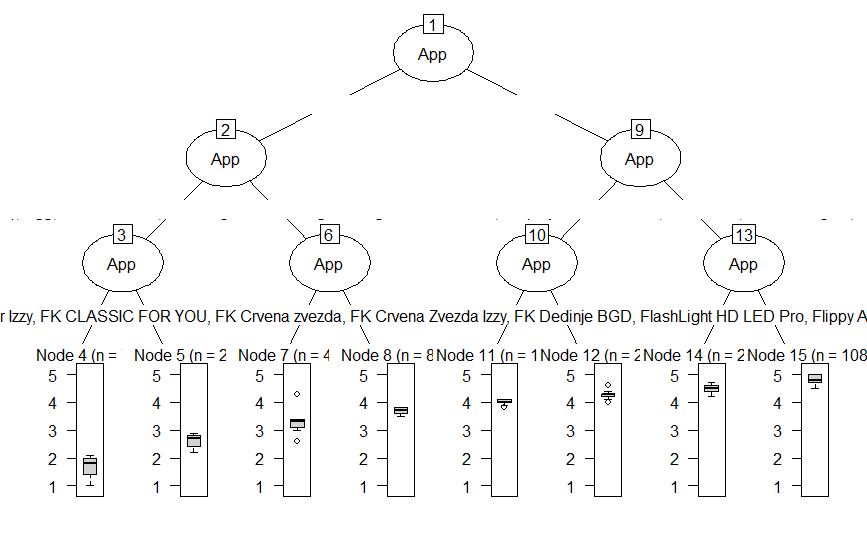 1
App
2
App
9
App
3
App
6
App
10
App
13
App
r Izzy, FK CLASSIC FOR YOU, FK Crvena zvezda, FK Crvena Zvezda Izzy, FK Dedinje BGD, FlashLight HD LED Pro, Flippy A
Node 4 (n = Node 5 (n = 2 Node 7 (n = 4 Node 8 (n = 8 Node 11 (n = 1 Node 12 (n = 2 Node 14 (n = 2 Node 15 (n = 108
5 5 5 5 5 5 5 5
4 4 4 4 4 4 4 4
3 3 3 3 3 3 3 3
2 2 2 2 2 2 2 2
1 1 1 1 1 1 1 1